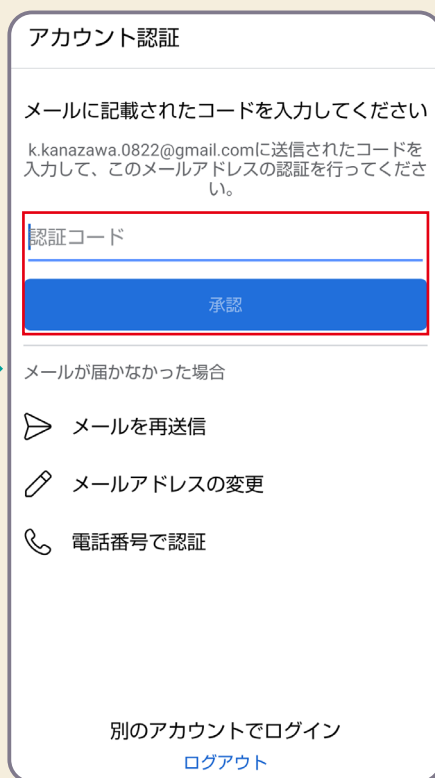 アカウント認証
メールに記載されたコードを入力してください
k.kanazawa.0822@gmail.comに送信されたコードを
入力して、このメールアドレスの認証を行ってくださ
い。
認証コード
承認
メールが届かなかった場合
メールを再送信
メールアドレスの変更
電話番号で認証
別のアカウントでログイン
ログアウト